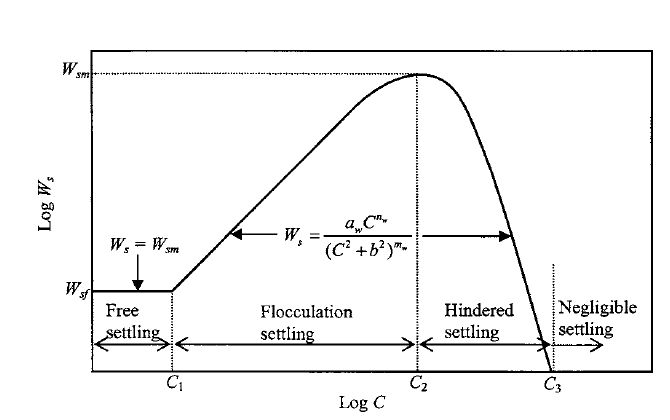 W_sm
Log W_s
W_s = W_sm
W_s = a_w C^{n_w} / (C^2 + b^2)^{m_w}
W_sf
Free
settling
Flocculation
settling
Hindered
settling
Negligible
settling
C_1
C_2
C_3
Log C